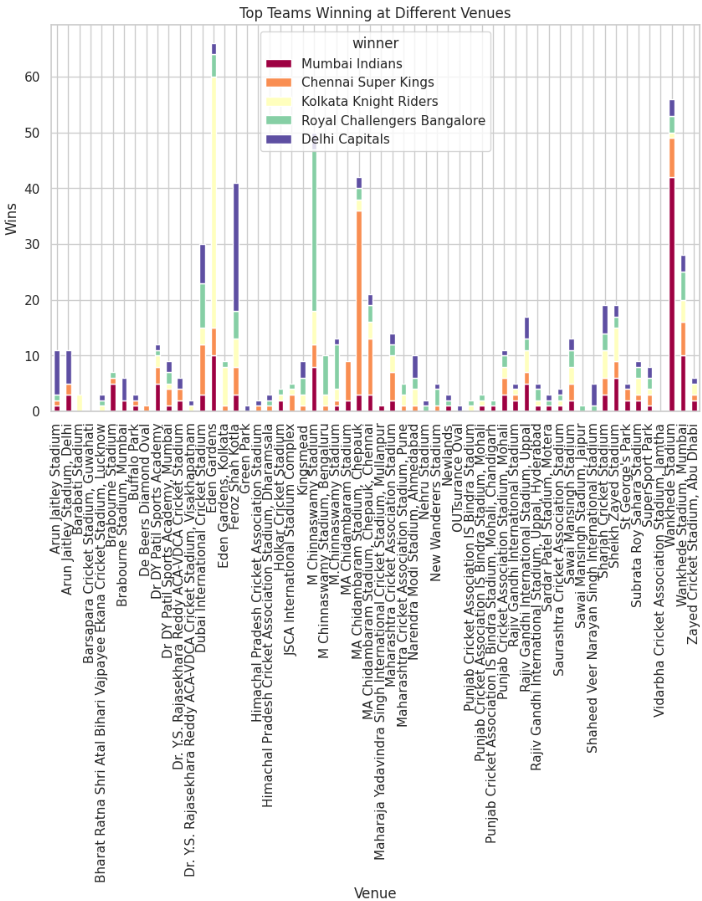 Top Teams Winning at Different Venues
winner
Mumbai Indians
Chennai Super Kings
Kolkata Knight Riders
Royal Challengers Bangalore
Delhi Capitals
Wins
60
50
40
30
20
10
0
Arun Jaitley Stadium
Arun Jaitley Stadium, Delhi
Barabati Stadium
Barsapara Cricket Stadium, Guwahati
Bharat Ratna Shri Atal Bihari Vajpayee Ekana Cricket Stadium, Lucknow
Brabourne Stadium
Brabourne Stadium, Mumbai
Buffalo Park
De Beers Diamond Oval
Dr DY Patil Sports Academy
Dr DY Patil Sports Academy, Mumbai
Dr. Y.S. Rajasekhara Reddy ACA-VDCA Cricket Stadium
Dr. Y.S. Rajasekhara Reddy ACA-VDCA Cricket Stadium, Visakhapatnam
Dubai International Cricket Stadium
Eden Gardens
Eden Gardens, Kolkata
Feroz Shah Kotla
Green Park
Himachal Pradesh Cricket Association Stadium
Himachal Pradesh Cricket Association Stadium, Dharamsala
Holkar Cricket Stadium
JSCA International Stadium Complex
Kingsmead
M Chinnaswamy Stadium
M Chinnaswamy Stadium, Bengaluru
M.Chinnaswamy Stadium
MA Chidambaram Stadium
MA Chidambaram Stadium, Chepauk
MA Chidambaram Stadium, Chepauk, Chennai
Maharaja Yadavindra Singh International Cricket Stadium, Mullanpur
Maharashtra Cricket Association Stadium
Maharashtra Cricket Association Stadium, Pune
Narendra Modi Stadium, Ahmedabad
Nehru Stadium
New Wanderers Stadium
Newlands
OUTsurance Oval
Punjab Cricket Association IS Bindra Stadium
Punjab Cricket Association IS Bindra Stadium, Mohali
Punjab Cricket Association IS Bindra Stadium, Mohali, Chandigarh
Punjab Cricket Association Stadium, Mohali
Rajiv Gandhi International Stadium
Rajiv Gandhi International Stadium, Uppal
Rajiv Gandhi International Stadium, Uppal, Hyderabad
Sardar Patel Stadium, Motera
Saurashtra Cricket Association Stadium
Sawai Mansingh Stadium
Sawai Mansingh Stadium, Jaipur
Shaheed Veer Narayan Singh International Stadium
Sharjah Cricket Stadium
Sheikh Zayed Stadium
St George's Park
Subrata Roy Sahara Stadium
SuperSport Park
Vidarbha Cricket Association Stadium, Jamtha
Wankhede Stadium
Wankhede Stadium, Mumbai
Zayed Cricket Stadium, Abu Dhabi
Venue